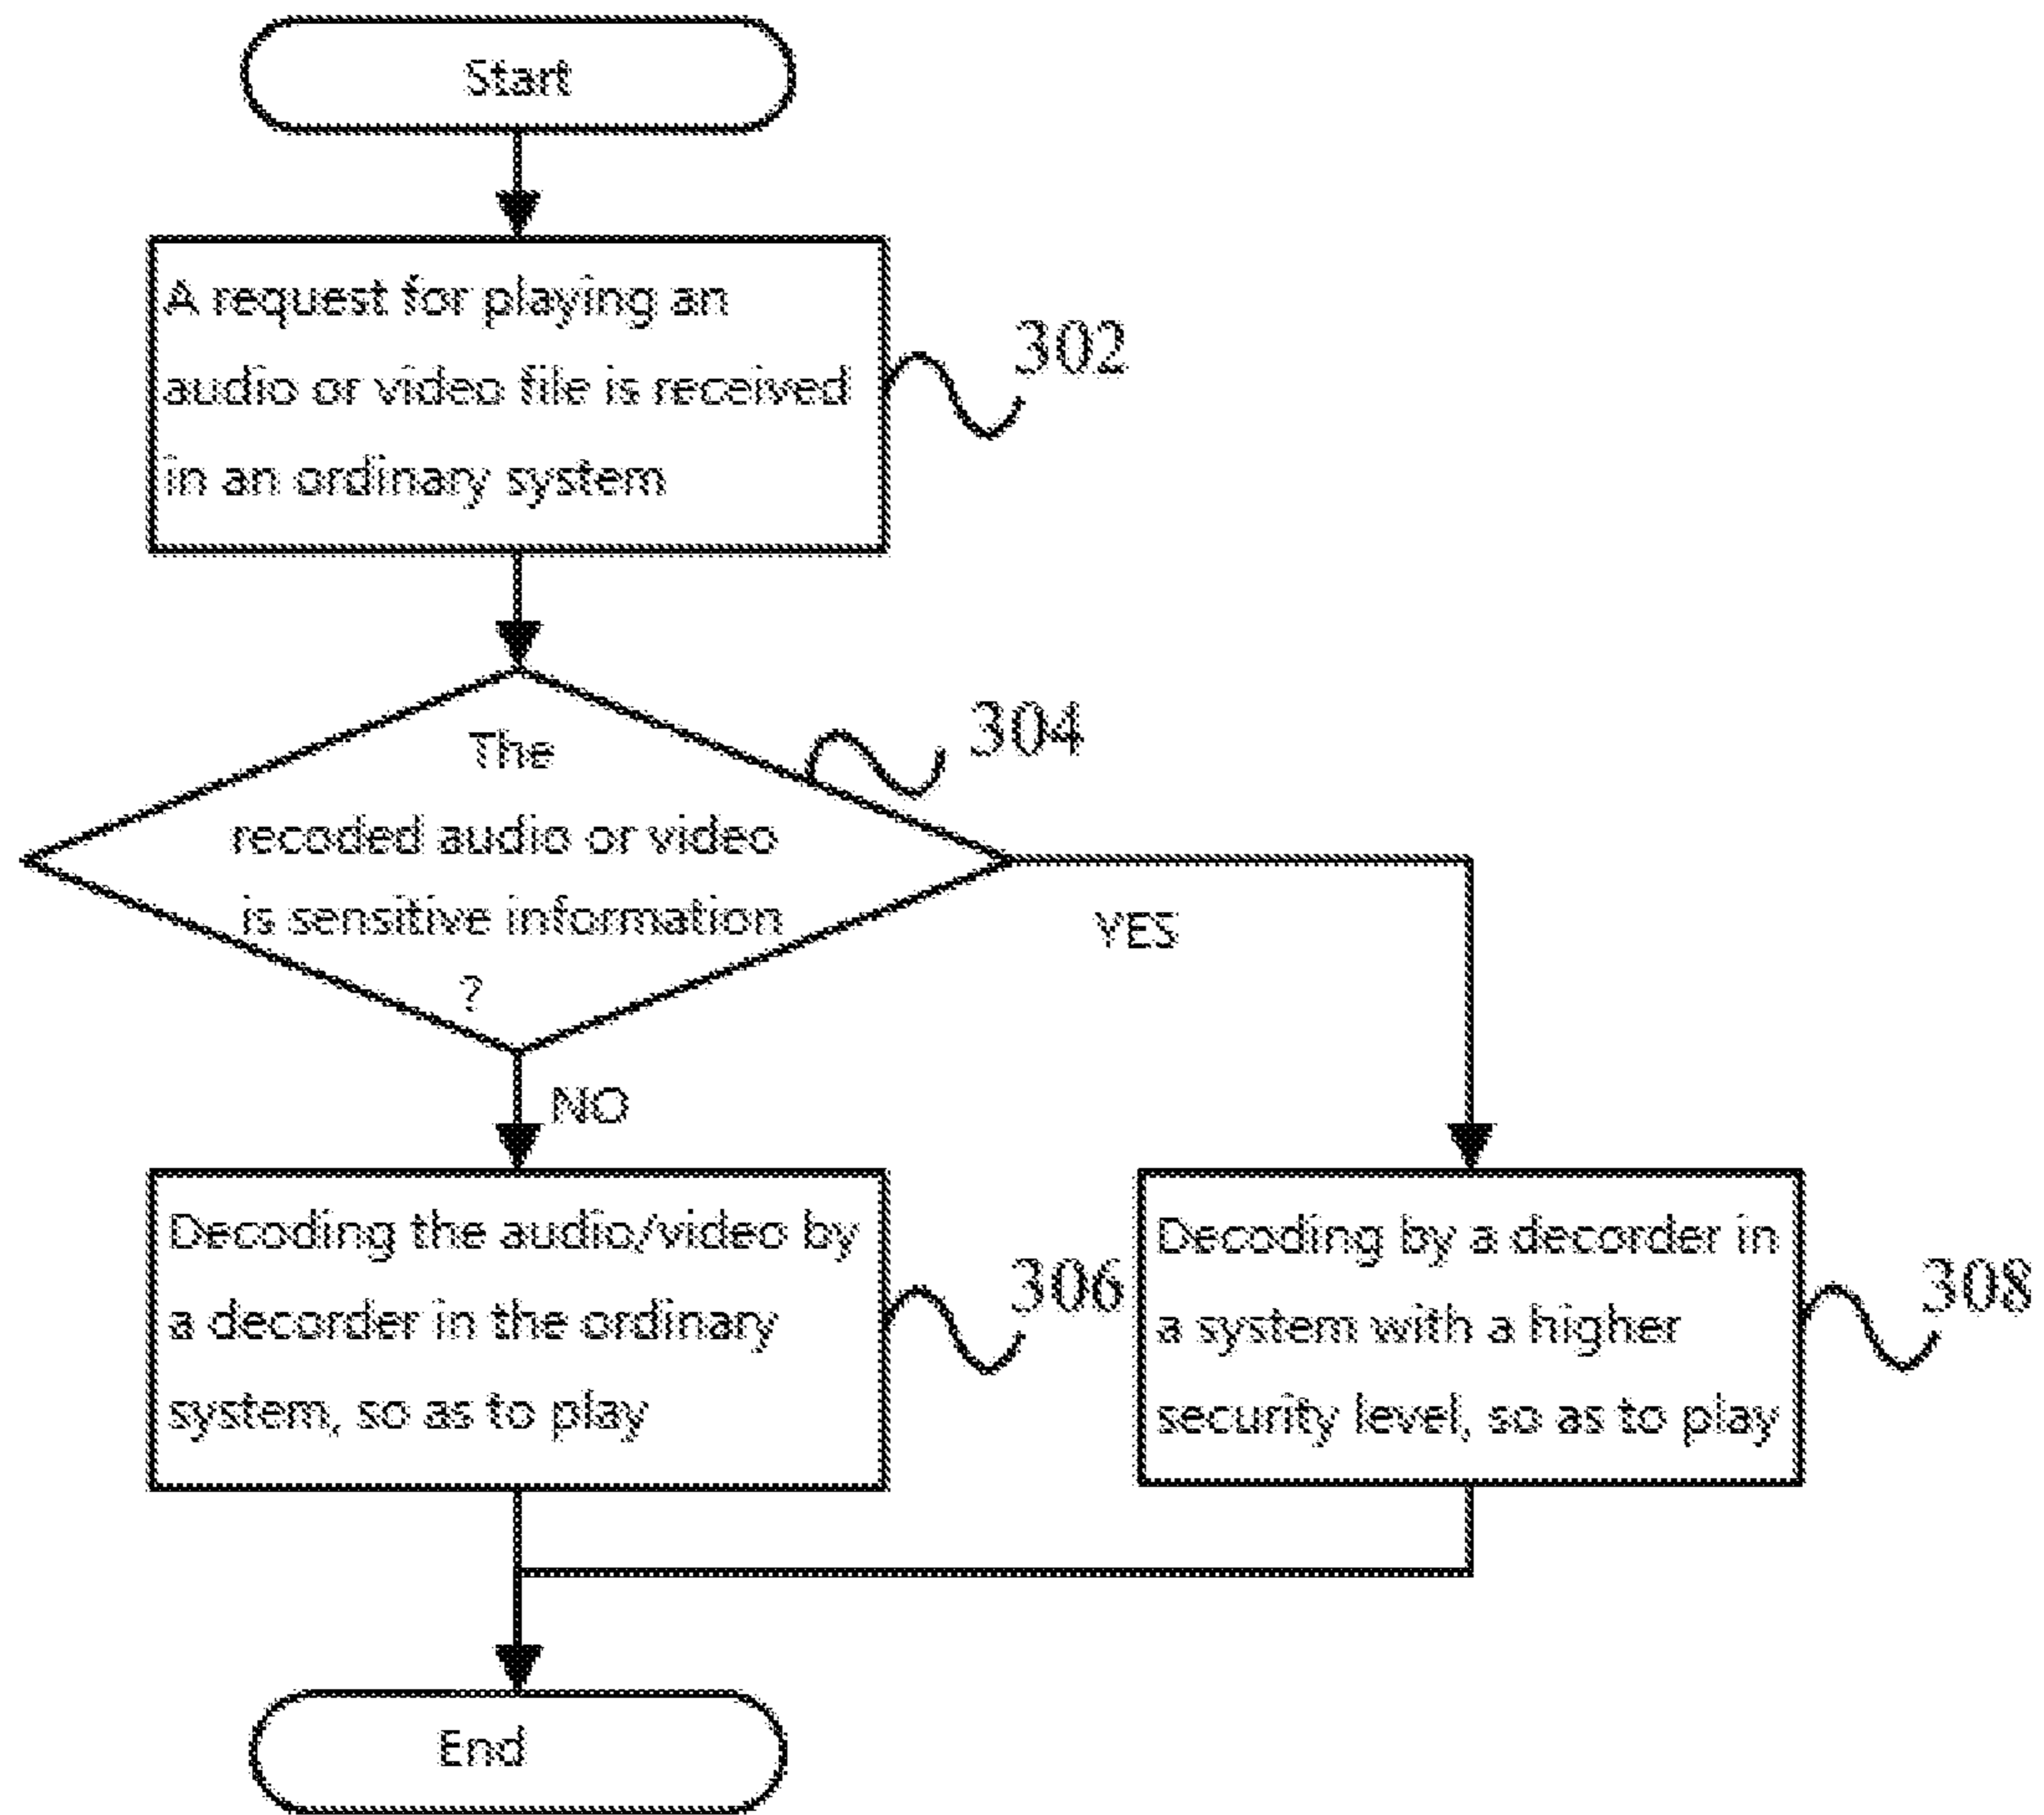 Start
A request for playing an
audio or video file is received
in an ordinary system
302
The
recoded audio or video
is sensitive information
?
304
YES
NO
Decoding the audio/video by
a decorder in the ordinary
system, so as to play
306
Decoding by a decorder in
a system with a higher
security level, so as to play
308
End